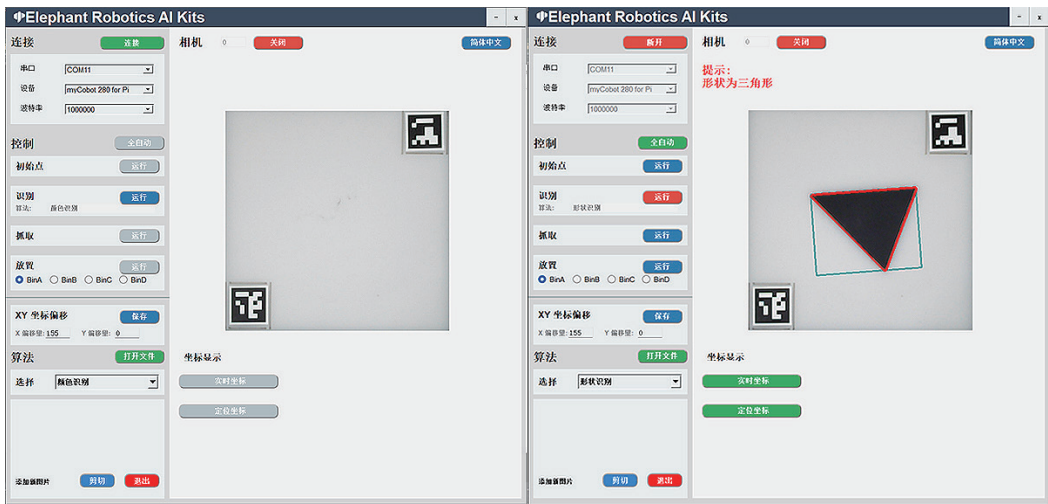 Elephant Robotics AI Kits
连接 连接
串口 COM11
设备 myCobot 280 for Pi
波特率 1000000
控制 全自动
初始点 运行
识别 运行
算法: 颜色识别
抓取 运行
放置 运行
BinA BinB BinC BinD
XY 坐标偏移 保存
X 偏移量: 155 Y 偏移量: 0
算法 打开文件
选择 颜色识别
添加新图片 剪切 退出
相机 0 关闭 简体中文
坐标显示
实时坐标
定位坐标
Elephant Robotics AI Kits
连接 断开
串口 COM11
设备 myCobot 280 for Pi
波特率 1000000
控制 全自动
初始点 运行
识别 运行
算法: 形状识别
抓取 运行
放置 运行
BinA BinB BinC BinD
XY 坐标偏移 保存
X 偏移量: 155 Y 偏移量: 0
算法 打开文件
选择 形状识别
添加新图片 剪切 退出
相机 0 关闭 简体中文
提示:
形状为三角形
坐标显示
实时坐标
定位坐标